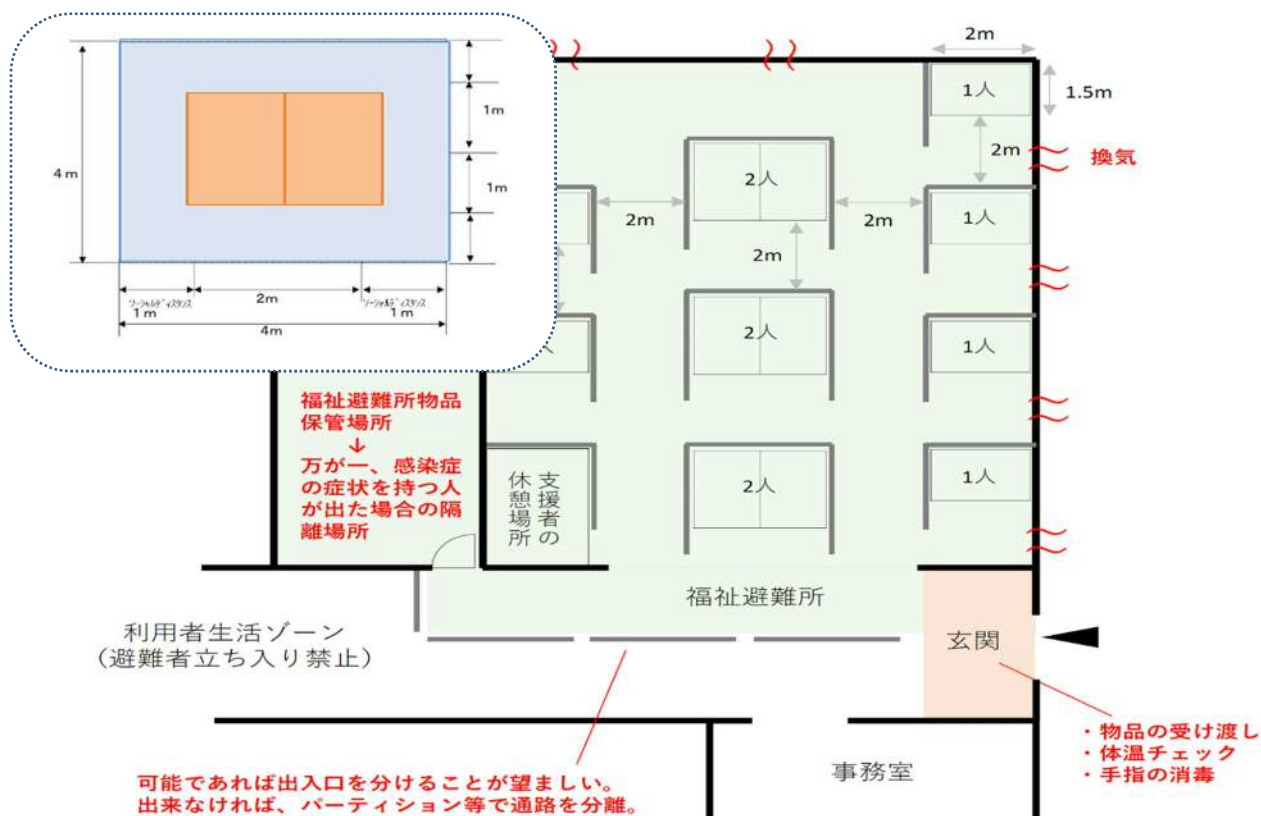 4m
1m
1m
ソーシャルディスタンス
1m
2m
ソーシャルディスタンス
1m
4m
2m
1人
1.5m
2m
換気
2人
2m
2m
1人
2m
2人
人
1人
2人
1人
福祉避難所物品
保管場所
↓
万が一、感染症
の症状を持つ人
が出た場合の隔
離場所
支援者の
休憩場所
福祉避難所
利用者生活ゾーン
(避難者立ち入り禁止)
玄関
・物品の受け渡し
・体温チェック
・手指の消毒
事務室
可能であれば出入口を分けることが望ましい。
出来なければ、パーティション等で通路を分離。